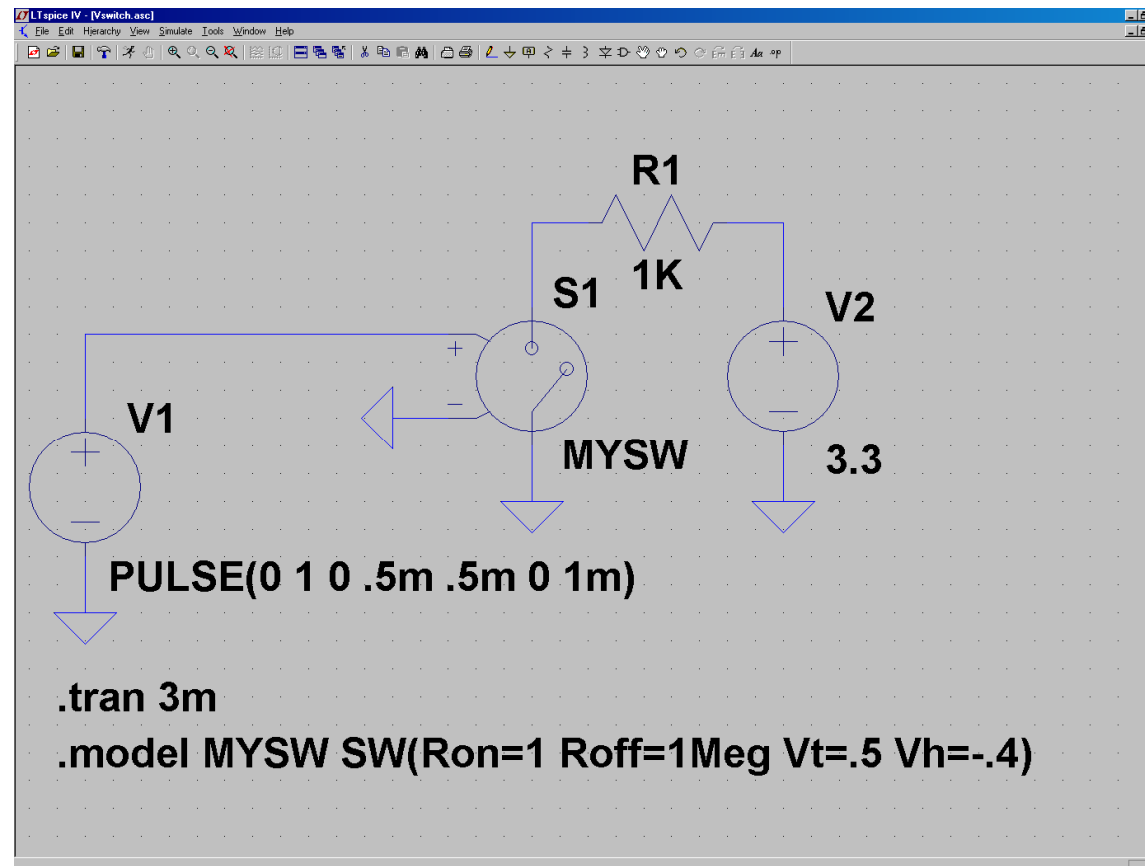 LTspice IV - [Vswitch.asc]
File Edit Hierarchy View Simulate Tools Window Help
Aa .op
R1
1K
S1
V2
+
+
+
V1
−
−
−
MYSW
3.3
PULSE(0 1 0 .5m .5m 0 1m)
.tran 3m
.model MYSW SW(Ron=1 Roff=1Meg Vt=.5 Vh=-.4)